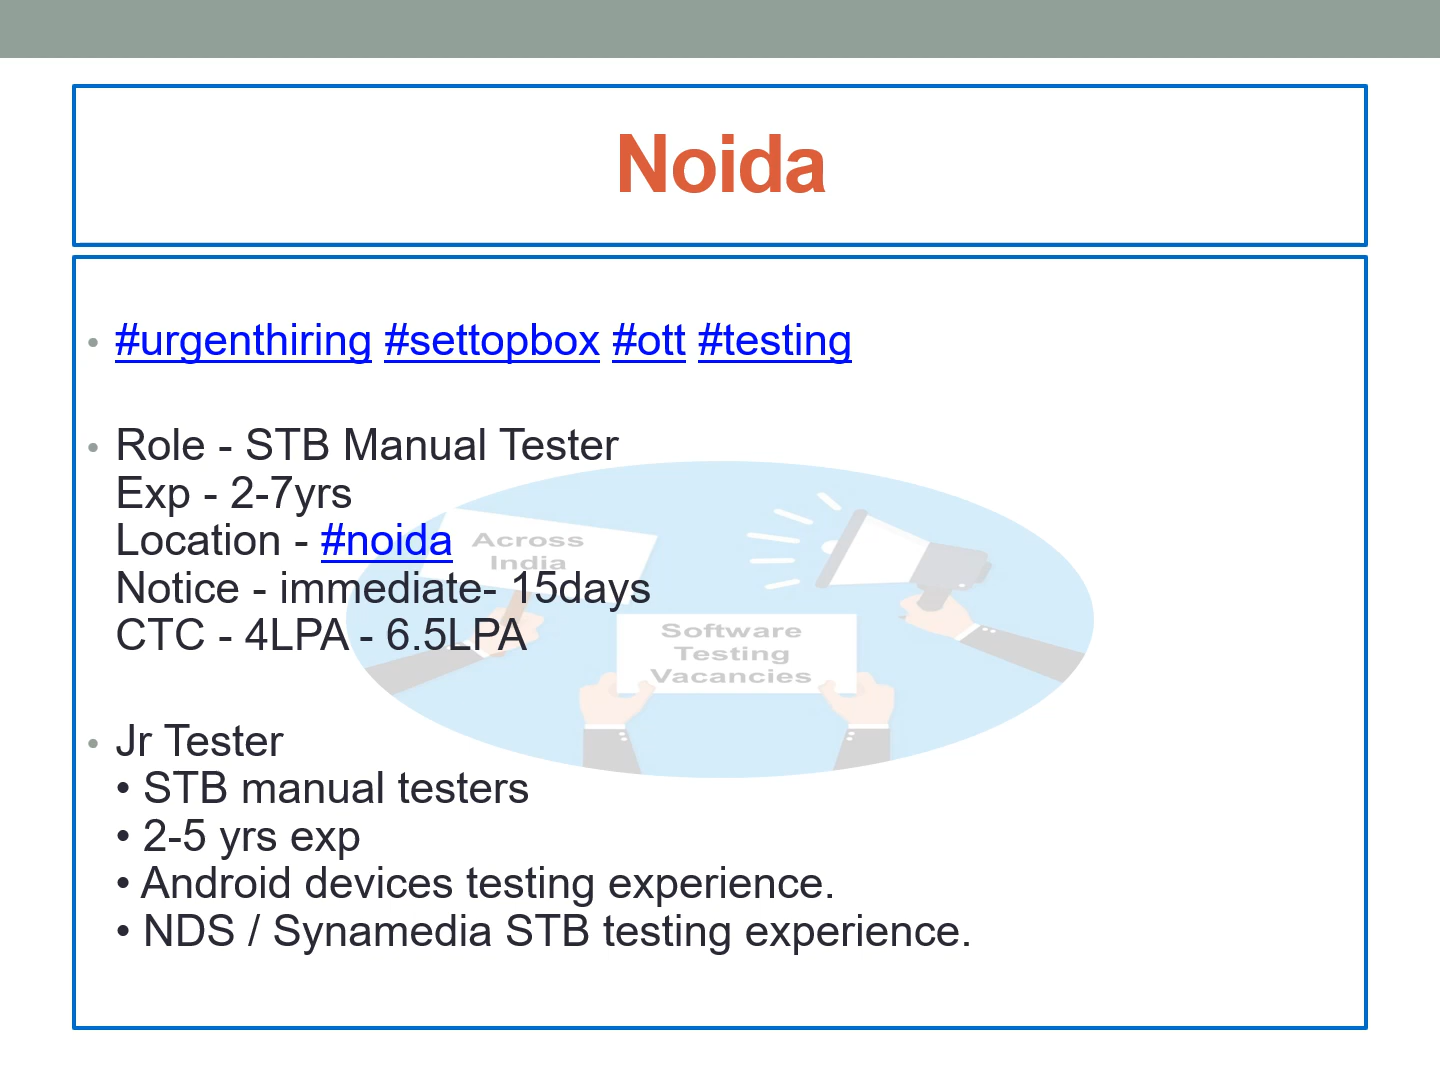 Noida
• #urgenthiring #settopbox #ott #testing
• Role - STB Manual Tester
Exp - 2-7yrs
Location - #noida
Notice - immediate- 15days
CTC - 4LPA - 6.5LPA
• Jr Tester
• STB manual testers
• 2-5 yrs exp
• Android devices testing experience.
• NDS / Synamedia STB testing experience.
Across
India
Software
Testing
Vacancies